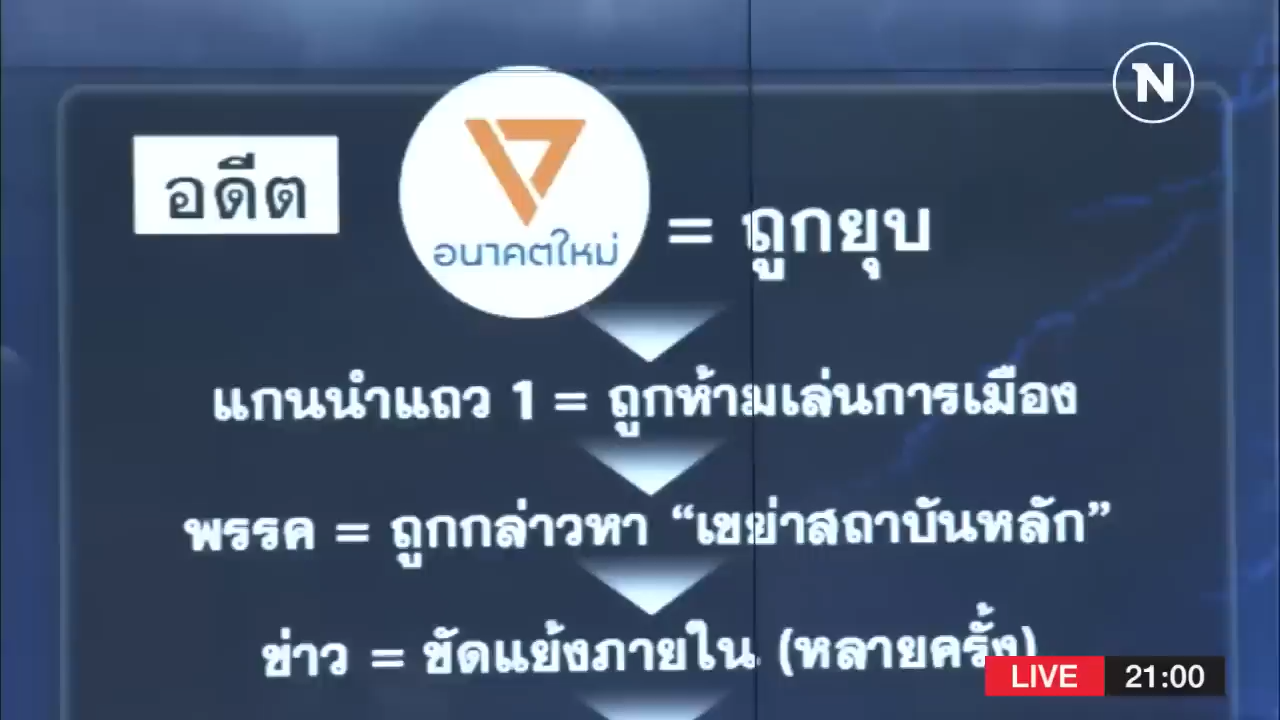 N
อดีต
อนาคตใหม่
= ถูกยุบ
แกนนำแถว 1 = ถูกห้ามเล่นการเมือง
พรรค = ถูกกล่าวหา “เขย่าสถาบันหลัก”
ข่าว = ขัดแย้งภายใน (หลายครั้ง)
LIVE 21:00